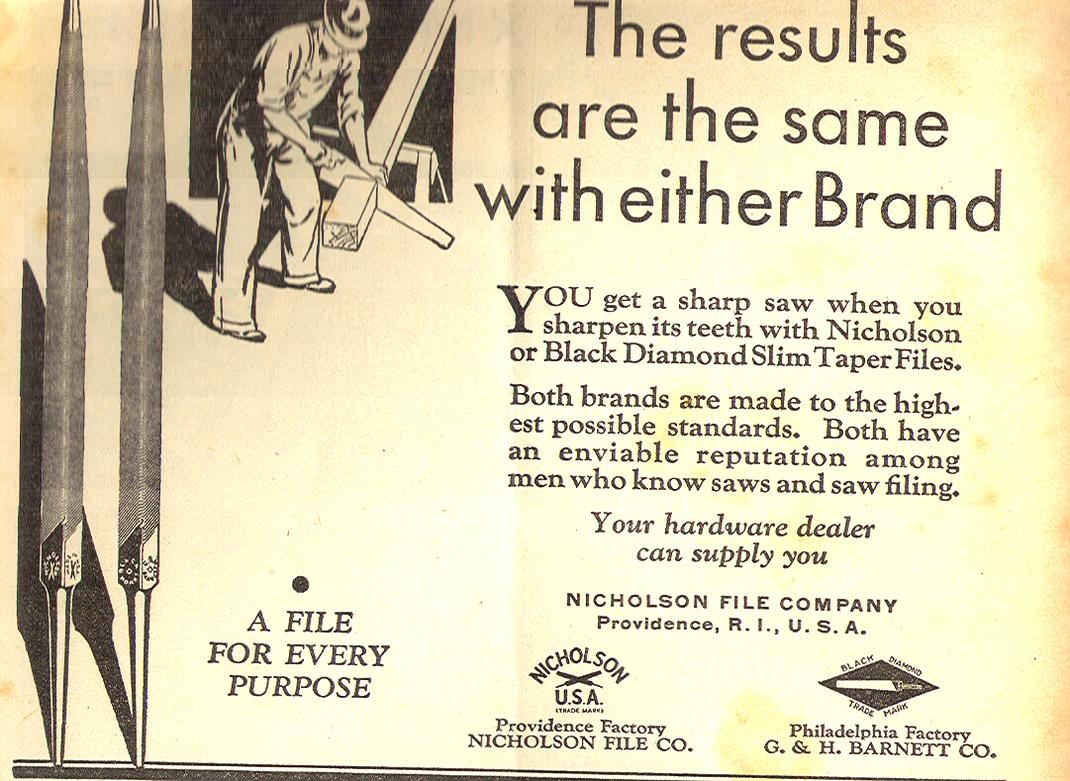 The results
are the same
with either Brand
YOU get a sharp saw when you
sharpen its teeth with Nicholson
or Black Diamond Slim Taper Files.
Both brands are made to the high-
est possible standards. Both have
an enviable reputation among
men who know saws and saw filing.
Your hardware dealer
can supply you
NICHOLSON FILE COMPANY
Providence, R. I., U. S. A.
A FILE
FOR EVERY
PURPOSE
NICHOLSON
U.S.A.
(TRADE MARK)
Providence Factory
NICHOLSON FILE CO.
BLACK DIAMOND
TRADE MARK
Philadelphia Factory
G. & H. BARNETT CO.